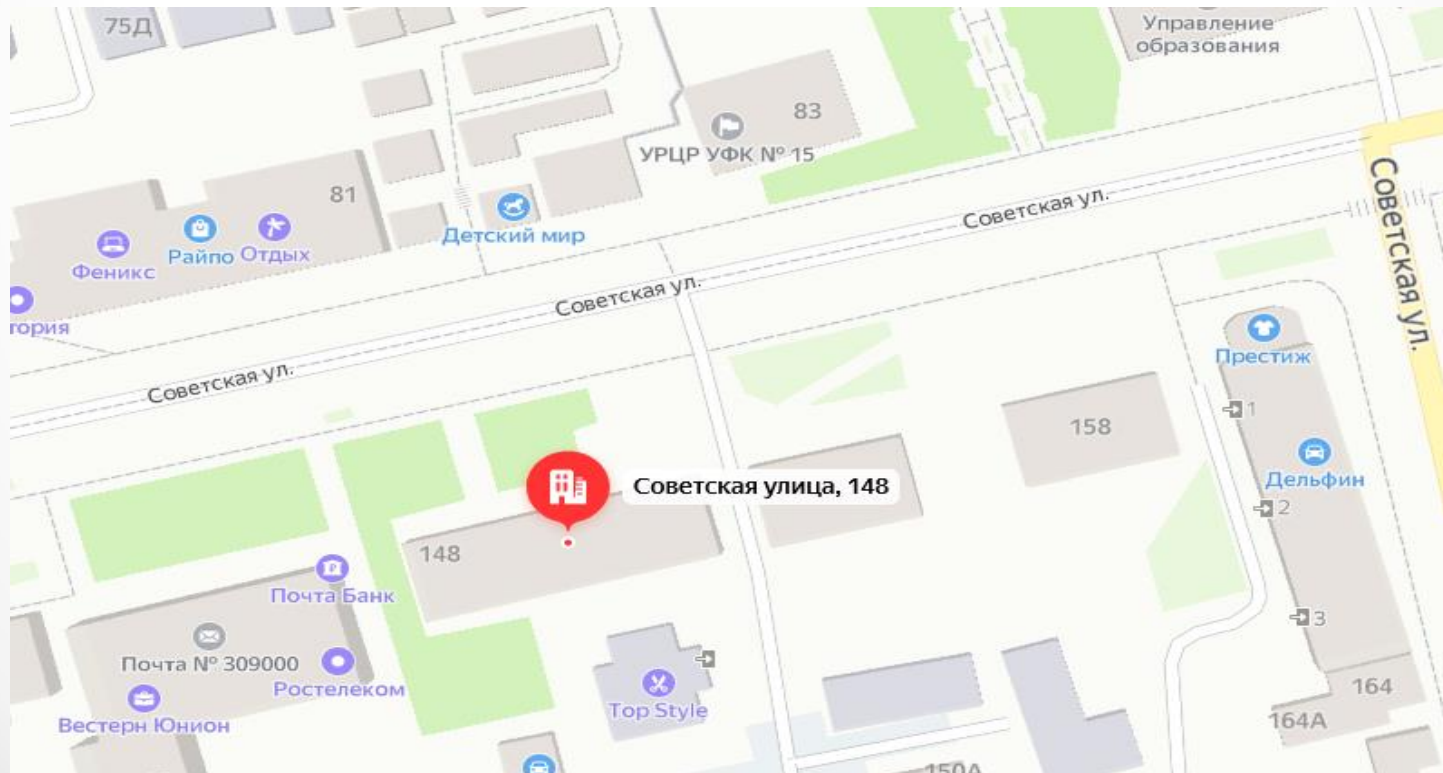 75Д
Управление
образования
83
УРЦР УФК № 15
81
Детский мир
Феникс
Райпо
Отдых
тория
Советская ул.
Советская ул.
Советская ул.
Советская ул.
Престиж
1
158
Дельфин
2
Советская улица, 148
148
Почта Банк
Почта № 309000
Ростелеком
Вестерн Юнион
Top Style
3
164
164А
150А